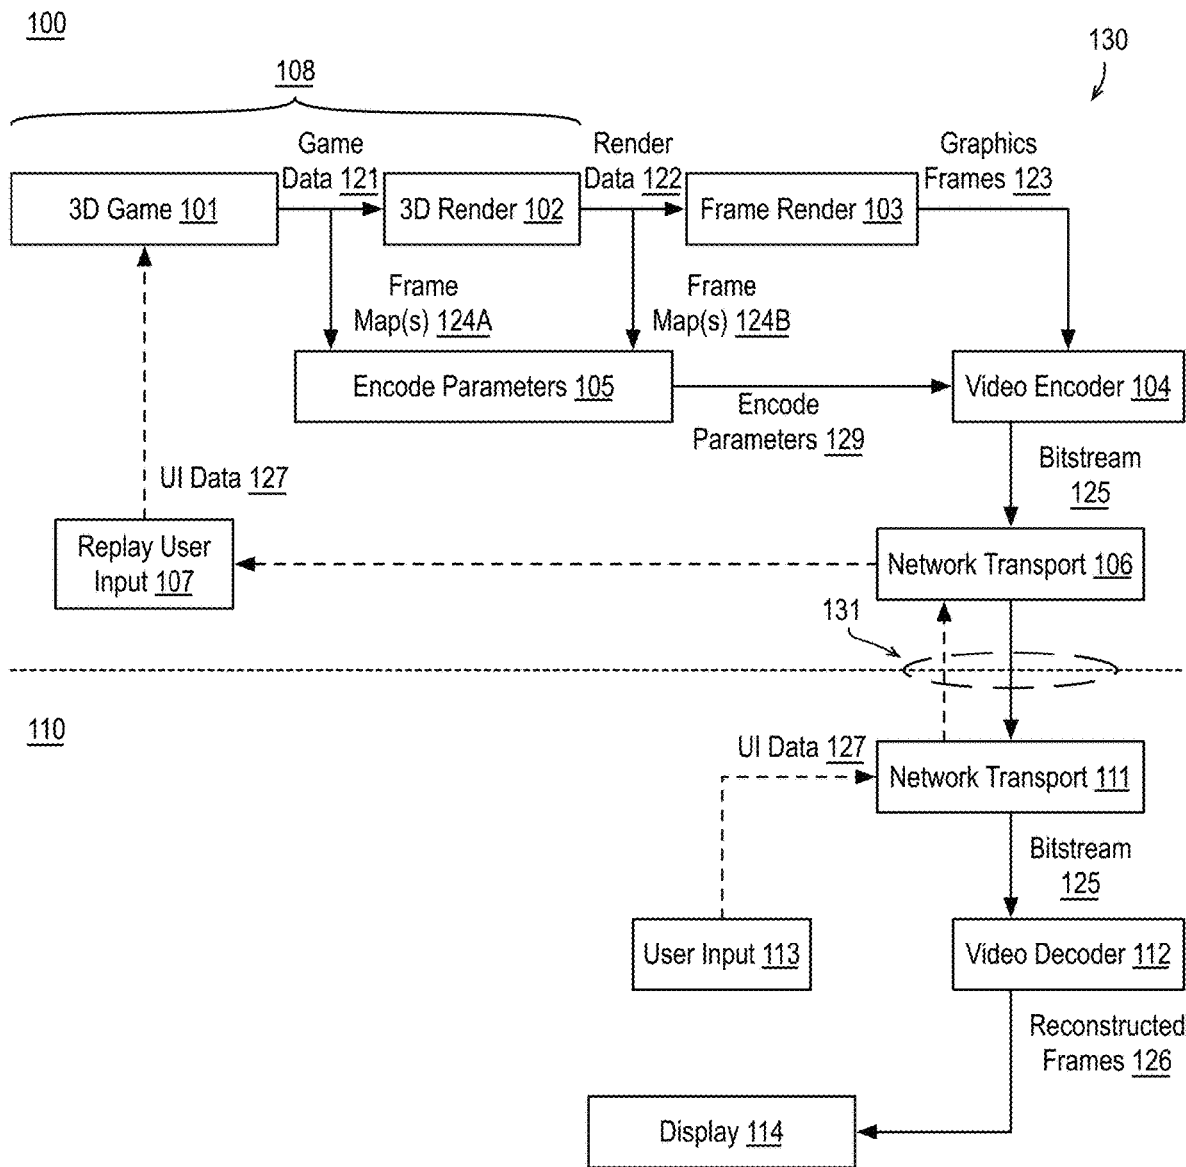 100
130
108
Game
Data 121
Render
Data 122
Graphics
Frames 123
3D Game 101
3D Render 102
Frame Render 103
Frame
Map(s) 124A
Frame
Map(s) 124B
Encode Parameters 105
Video Encoder 104
Encode
Parameters 129
UI Data 127
Bitstream
125
Replay User
Input 107
Network Transport 106
131
110
UI Data 127
Network Transport 111
Bitstream
125
User Input 113
Video Decoder 112
Reconstructed
Frames 126
Display 114